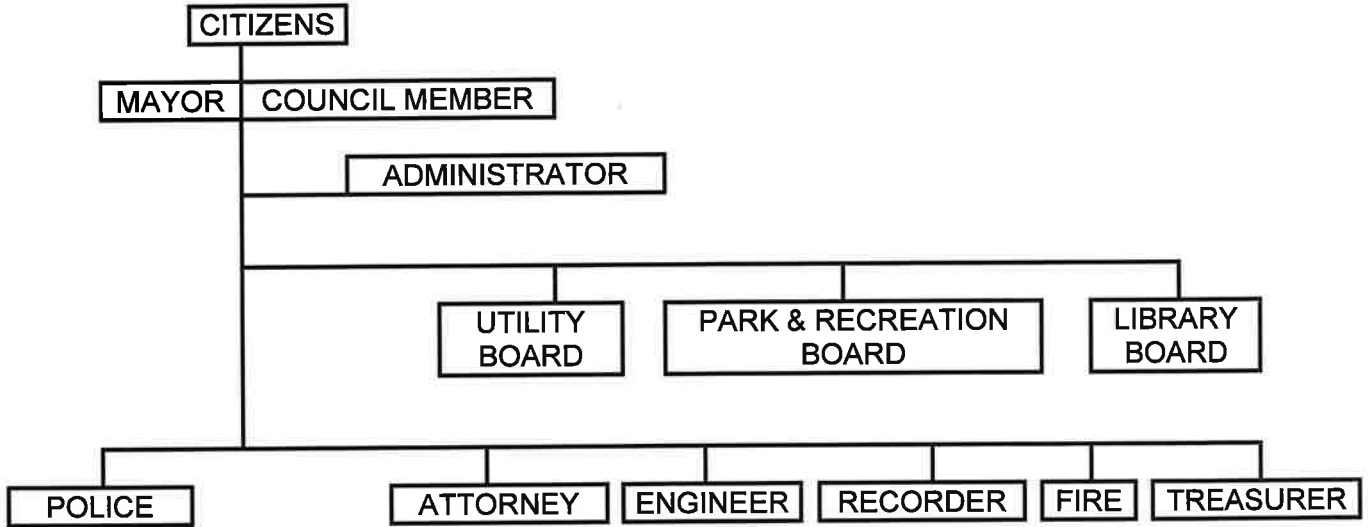 CITIZENS
MAYOR COUNCIL MEMBER
ADMINISTRATOR
UTILITY
BOARD
PARK & RECREATION
BOARD
LIBRARY
BOARD
POLICE
ATTORNEY
ENGINEER
RECORDER
FIRE
TREASURER